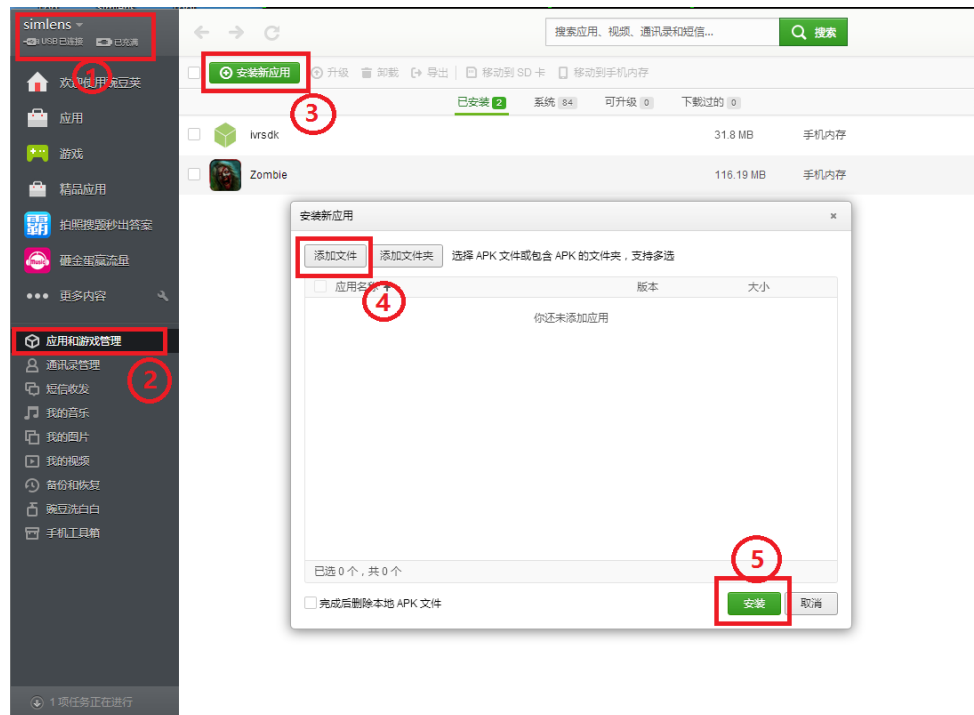 simlens
USB已连接 已充满
①
欢迎使用豌豆荚
应用
游戏
精品应用
拍照搜题秒出答案
砸金蛋赢流量
更多内容
应用和游戏管理
②
通讯录管理
短信收发
我的音乐
我的图片
我的视频
备份和恢复
豌豆洗白白
手机工具箱
1 项任务正在进行
搜索应用、视频、通讯录和短信... 搜索
安装新应用 升级 卸载 导出 移动到 SD 卡 移动到手机内存
③
已安装 2 系统 84 可升级 0 下载过的 0
ivrsdk 31.8 MB 手机内存
Zombie 116.19 MB 手机内存
安装新应用 ×
添加文件 添加文件夹 选择 APK 文件或包含 APK 的文件夹，支持多选
④
应用名称 版本 大小
你还未添加应用
已选 0 个，共 0 个
⑤
完成后删除本地 APK 文件 安装 取消